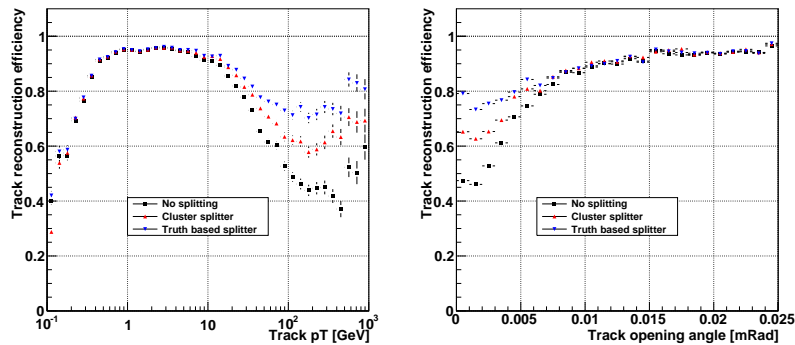 Track reconstruction efficiency
1
0.8
0.6
0.4
0.2
0
No splitting
Cluster splitter
Truth based splitter
10⁻¹ 1 10 10² 10³
Track pT [GeV]
Track reconstruction efficiency
1
0.8
0.6
0.4
0.2
0
No splitting
Cluster splitter
Truth based splitter
0 0.005 0.01 0.015 0.02 0.025
Track opening angle [mRad]